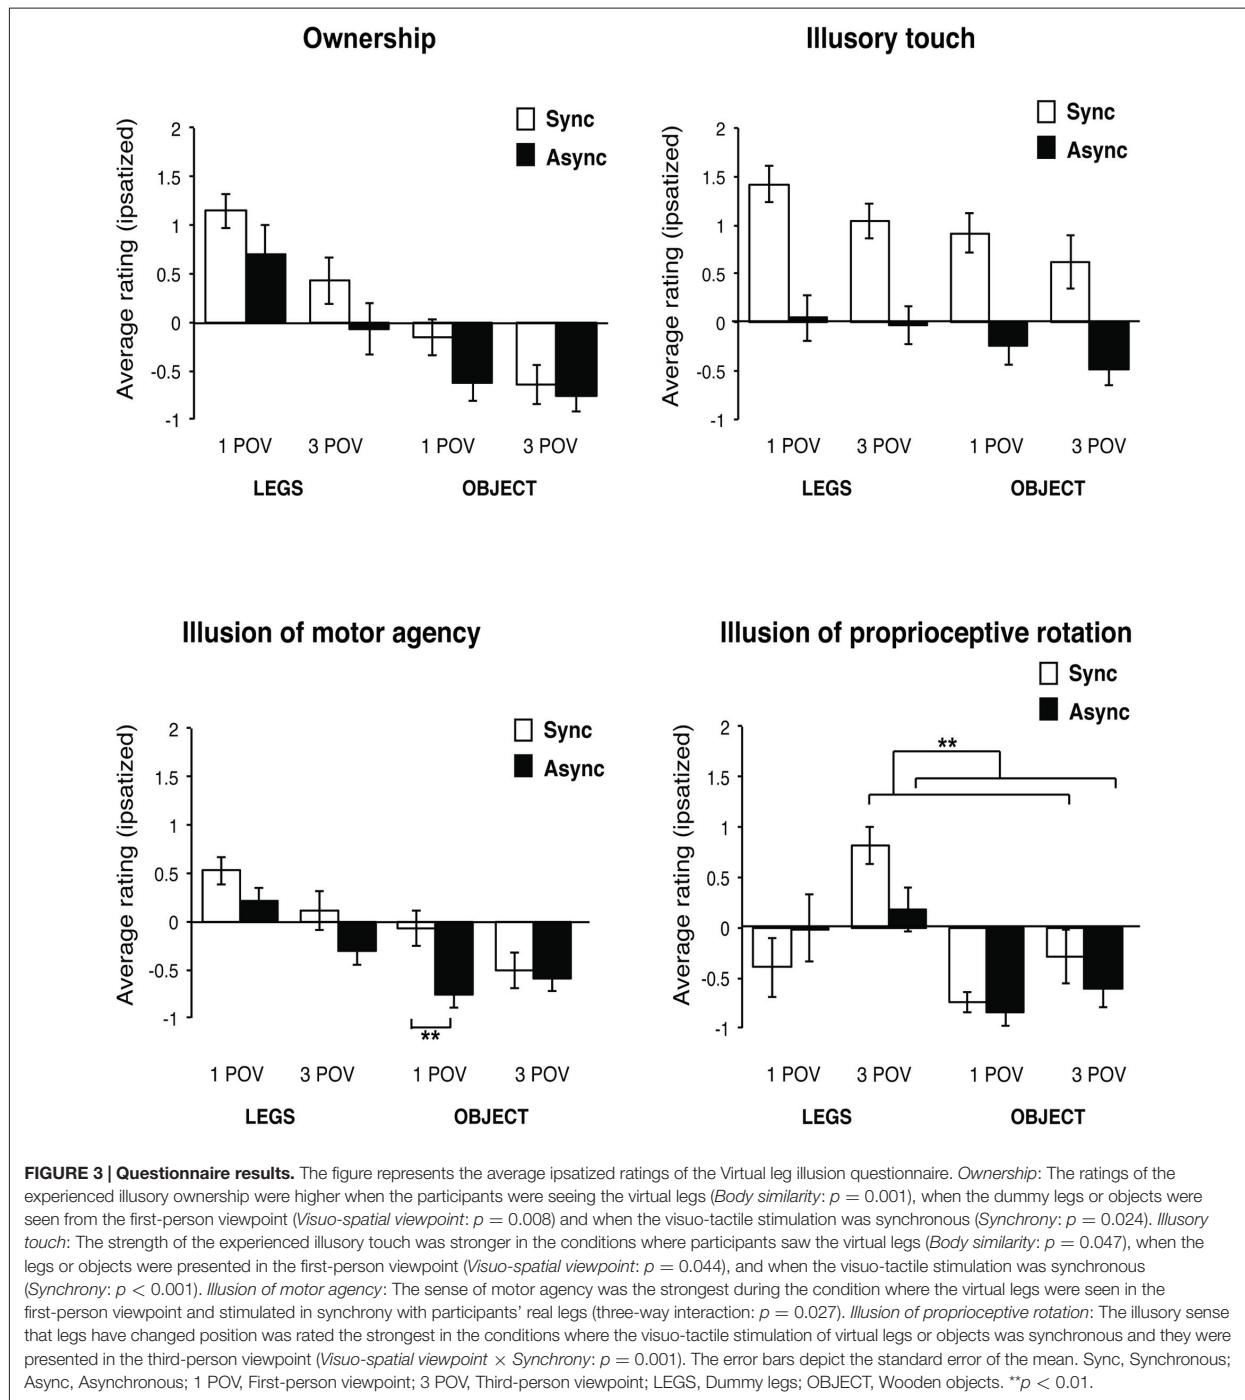 Ownership
Sync
Async
Average rating (ipsatized)
2
1.5
1
0.5
0
-0.5
-1
1 POV 3 POV 1 POV 3 POV
LEGS OBJECT
Illusory touch
Sync
Async
Average rating (ipsatized)
2
1.5
1
0.5
0
-0.5
-1
1 POV 3 POV 1 POV 3 POV
LEGS OBJECT
Illusion of motor agency
Sync
Async
Average rating (ipsatized)
2
1.5
1
0.5
0
-0.5
-1
**
1 POV 3 POV 1 POV 3 POV
LEGS OBJECT
Illusion of proprioceptive rotation
Sync
Async
Average rating (ipsatized)
2
1.5
1
0.5
0
-0.5
-1
**
1 POV 3 POV 1 POV 3 POV
LEGS OBJECT
FIGURE 3 | Questionnaire results. The figure represents the average ipsatized ratings of the Virtual leg illusion questionnaire. Ownership: The ratings of the
experienced illusory ownership were higher when the participants were seeing the virtual legs (Body similarity: p = 0.001), when the dummy legs or objects were
seen from the first-person viewpoint (Visuo-spatial viewpoint: p = 0.008) and when the visuo-tactile stimulation was synchronous (Synchrony: p = 0.024). Illusory
touch: The strength of the experienced illusory touch was stronger in the conditions where participants saw the virtual legs (Body similarity: p = 0.047), when the
legs or objects were presented in the first-person viewpoint (Visuo-spatial viewpoint: p = 0.044), and when the visuo-tactile stimulation was synchronous
(Synchrony: p < 0.001). Illusion of motor agency: The sense of motor agency was the strongest during the condition where the virtual legs were seen in the
first-person viewpoint and stimulated in synchrony with participants' real legs (three-way interaction: p = 0.027). Illusion of proprioceptive rotation: The illusory sense
that legs have changed position was rated the strongest in the conditions where the visuo-tactile stimulation of virtual legs or objects was synchronous and they were
presented in the third-person viewpoint (Visuo-spatial viewpoint × Synchrony: p = 0.001). The error bars depict the standard error of the mean. Sync, Synchronous;
Async, Asynchronous; 1 POV, First-person viewpoint; 3 POV, Third-person viewpoint; LEGS, Dummy legs; OBJECT, Wooden objects. **p < 0.01.